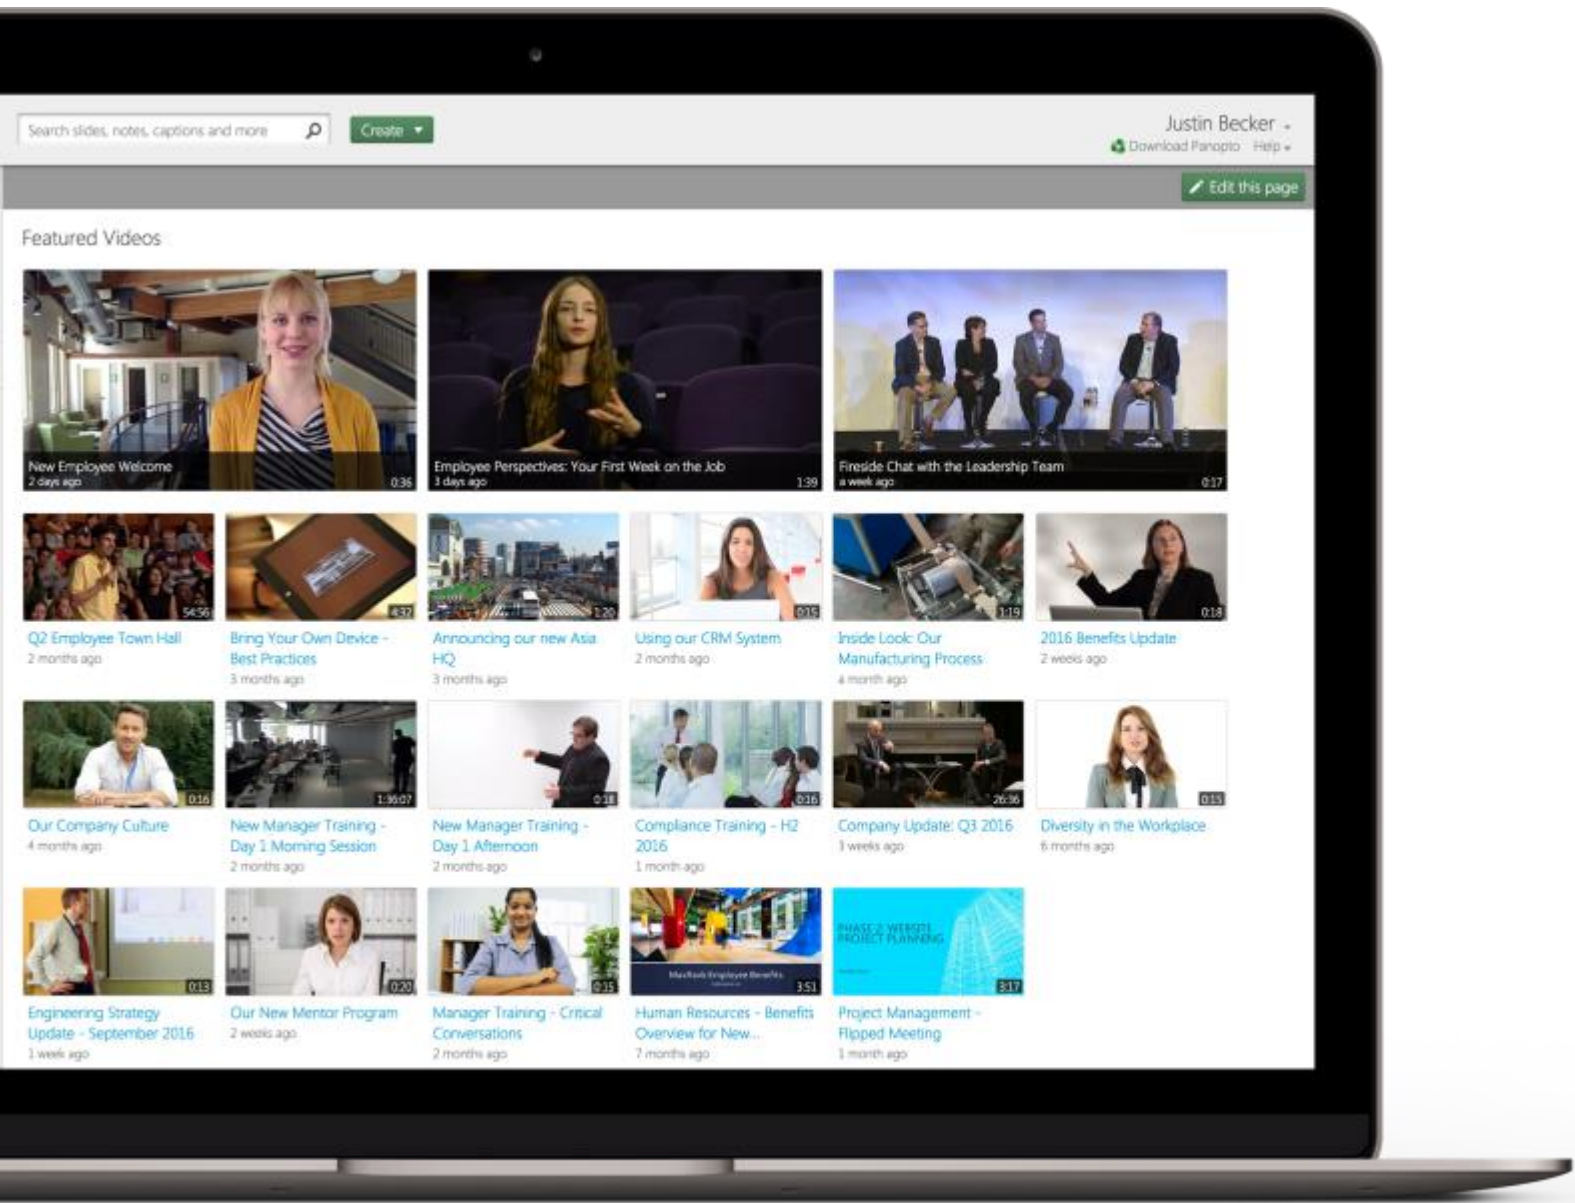 Search slides, notes, captions and more
Create
Justin Becker
Download Panopto Help
Edit this page
Featured Videos
New Employee Welcome
2 days ago
0:36
Employee Perspectives: Your First Week on the Job
3 days ago
1:39
Fireside Chat with the Leadership Team
a week ago
0:17
54:56
Q2 Employee Town Hall
2 months ago
4:32
Bring Your Own Device -
Best Practices
3 months ago
1:20
Announcing our new Asia
HQ
3 months ago
0:15
Using our CRM System
2 months ago
1:19
Inside Look: Our
Manufacturing Process
a month ago
0:18
2016 Benefits Update
2 weeks ago
0:16
Our Company Culture
4 months ago
1:36:07
New Manager Training -
Day 1 Morning Session
2 months ago
0:18
New Manager Training -
Day 1 Afternoon
2 months ago
0:16
Compliance Training - H2
2016
1 month ago
26:36
Company Update: Q3 2016
3 weeks ago
0:15
Diversity in the Workplace
6 months ago
0:13
Engineering Strategy
Update - September 2016
1 week ago
0:20
Our New Mentor Program
2 weeks ago
0:15
Manager Training - Critical
Conversations
2 months ago
Employee Benefits
3:51
Human Resources - Benefits
Overview for New...
7 months ago
PHASE 2 WEBSITE
PROJECT PLANNING
3:17
Project Management -
Flipped Meeting
1 month ago